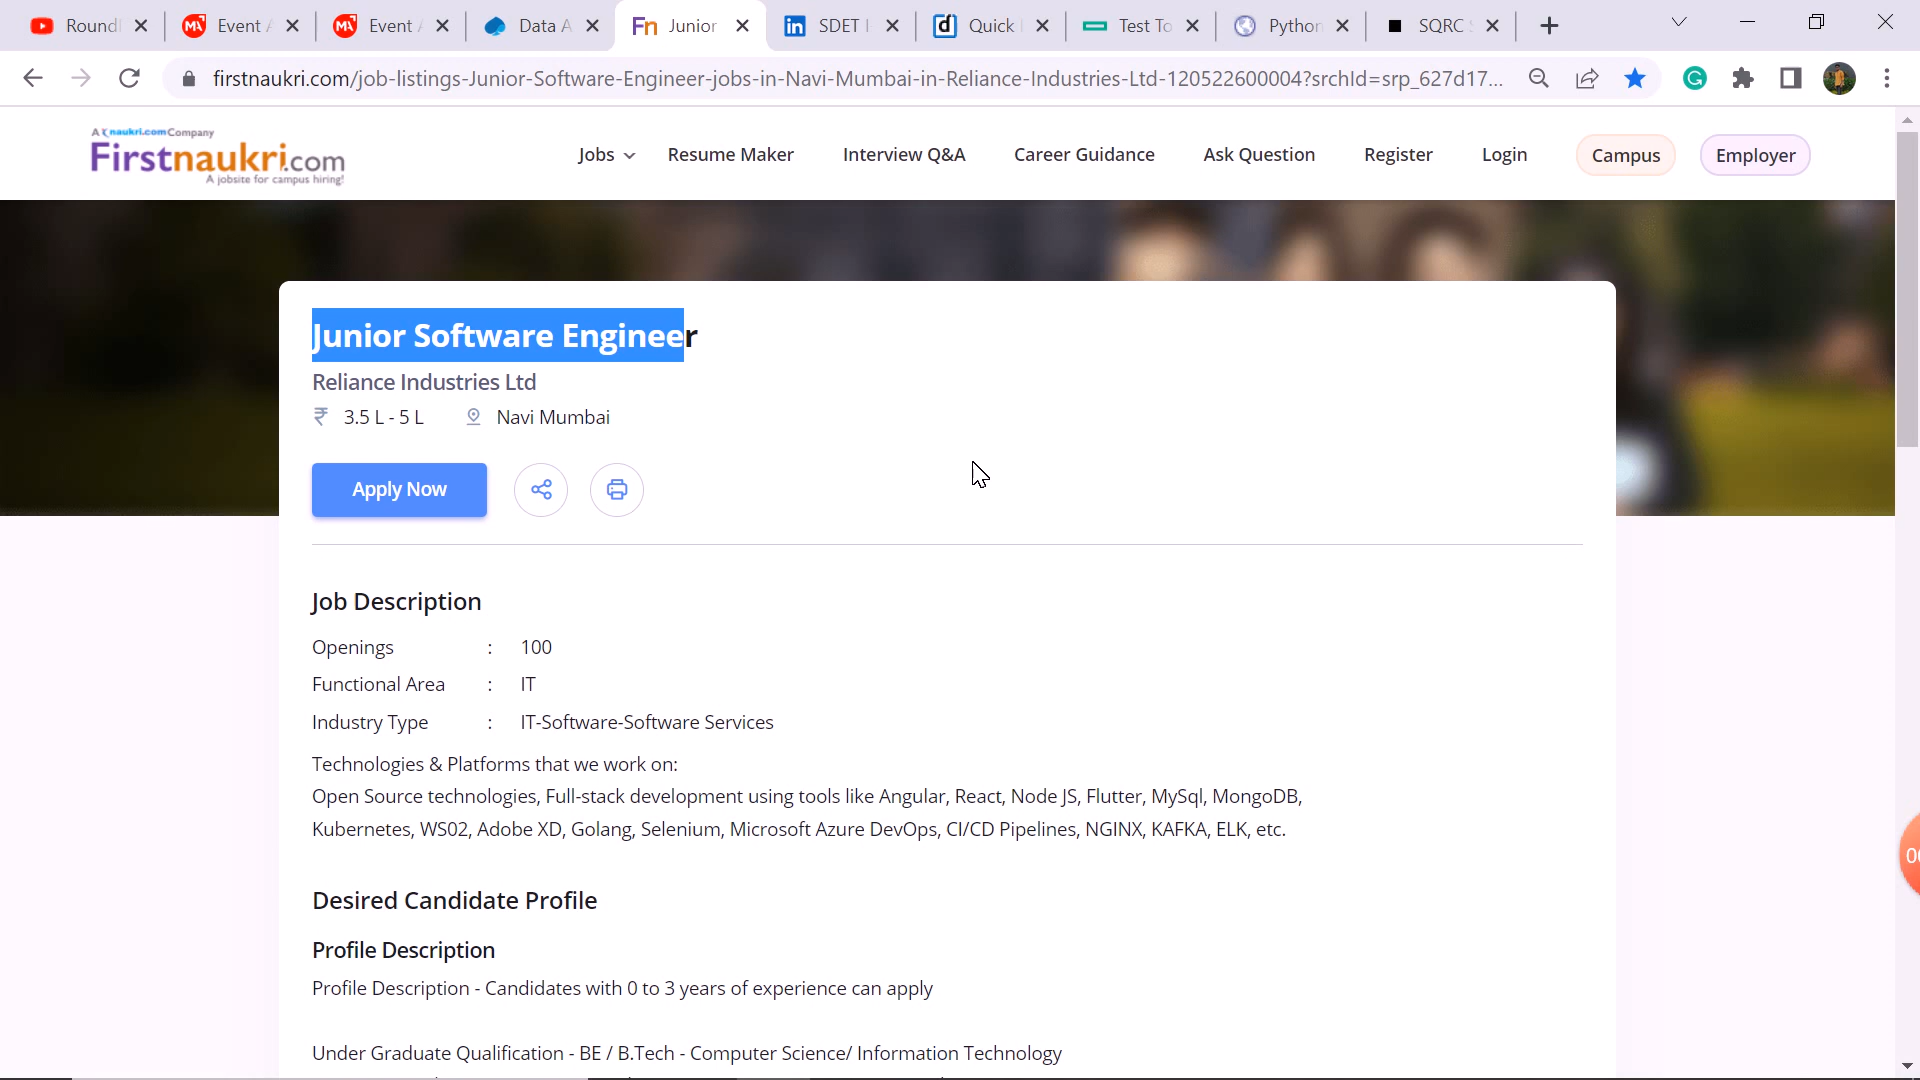 Round
Event A
Event A
Data A
Fn Junior
in SDET I
d Quick
Test To
Python
SQRC
firstnaukri.com/job-listings-Junior-Software-Engineer-jobs-in-Navi-Mumbai-in-Reliance-Industries-Ltd-120522600004?srchId=srp_627d17...
A naukri.com Company
Firstnaukri.com
A jobsite for campus hiring!
Jobs
Resume Maker
Interview Q&A
Career Guidance
Ask Question
Register
Login
Campus
Employer
Junior Software Engineer
Reliance Industries Ltd
₹ 3.5 L - 5 L
Navi Mumbai
Apply Now
Job Description
Openings : 100
Functional Area : IT
Industry Type : IT-Software-Software Services
Technologies & Platforms that we work on:
Open Source technologies, Full-stack development using tools like Angular, React, Node JS, Flutter, MySql, MongoDB,
Kubernetes, WS02, Adobe XD, Golang, Selenium, Microsoft Azure DevOps, CI/CD Pipelines, NGINX, KAFKA, ELK, etc.
Desired Candidate Profile
Profile Description
Profile Description - Candidates with 0 to 3 years of experience can apply
Under Graduate Qualification - BE / B.Tech - Computer Science/ Information Technology